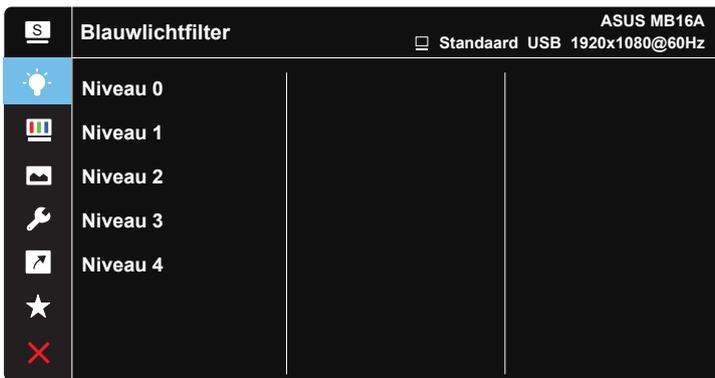 S
Blauwlichtfilter
ASUS MB16A
Standaard USB 1920x1080@60Hz
Niveau 0
Niveau 1
Niveau 2
Niveau 3
Niveau 4